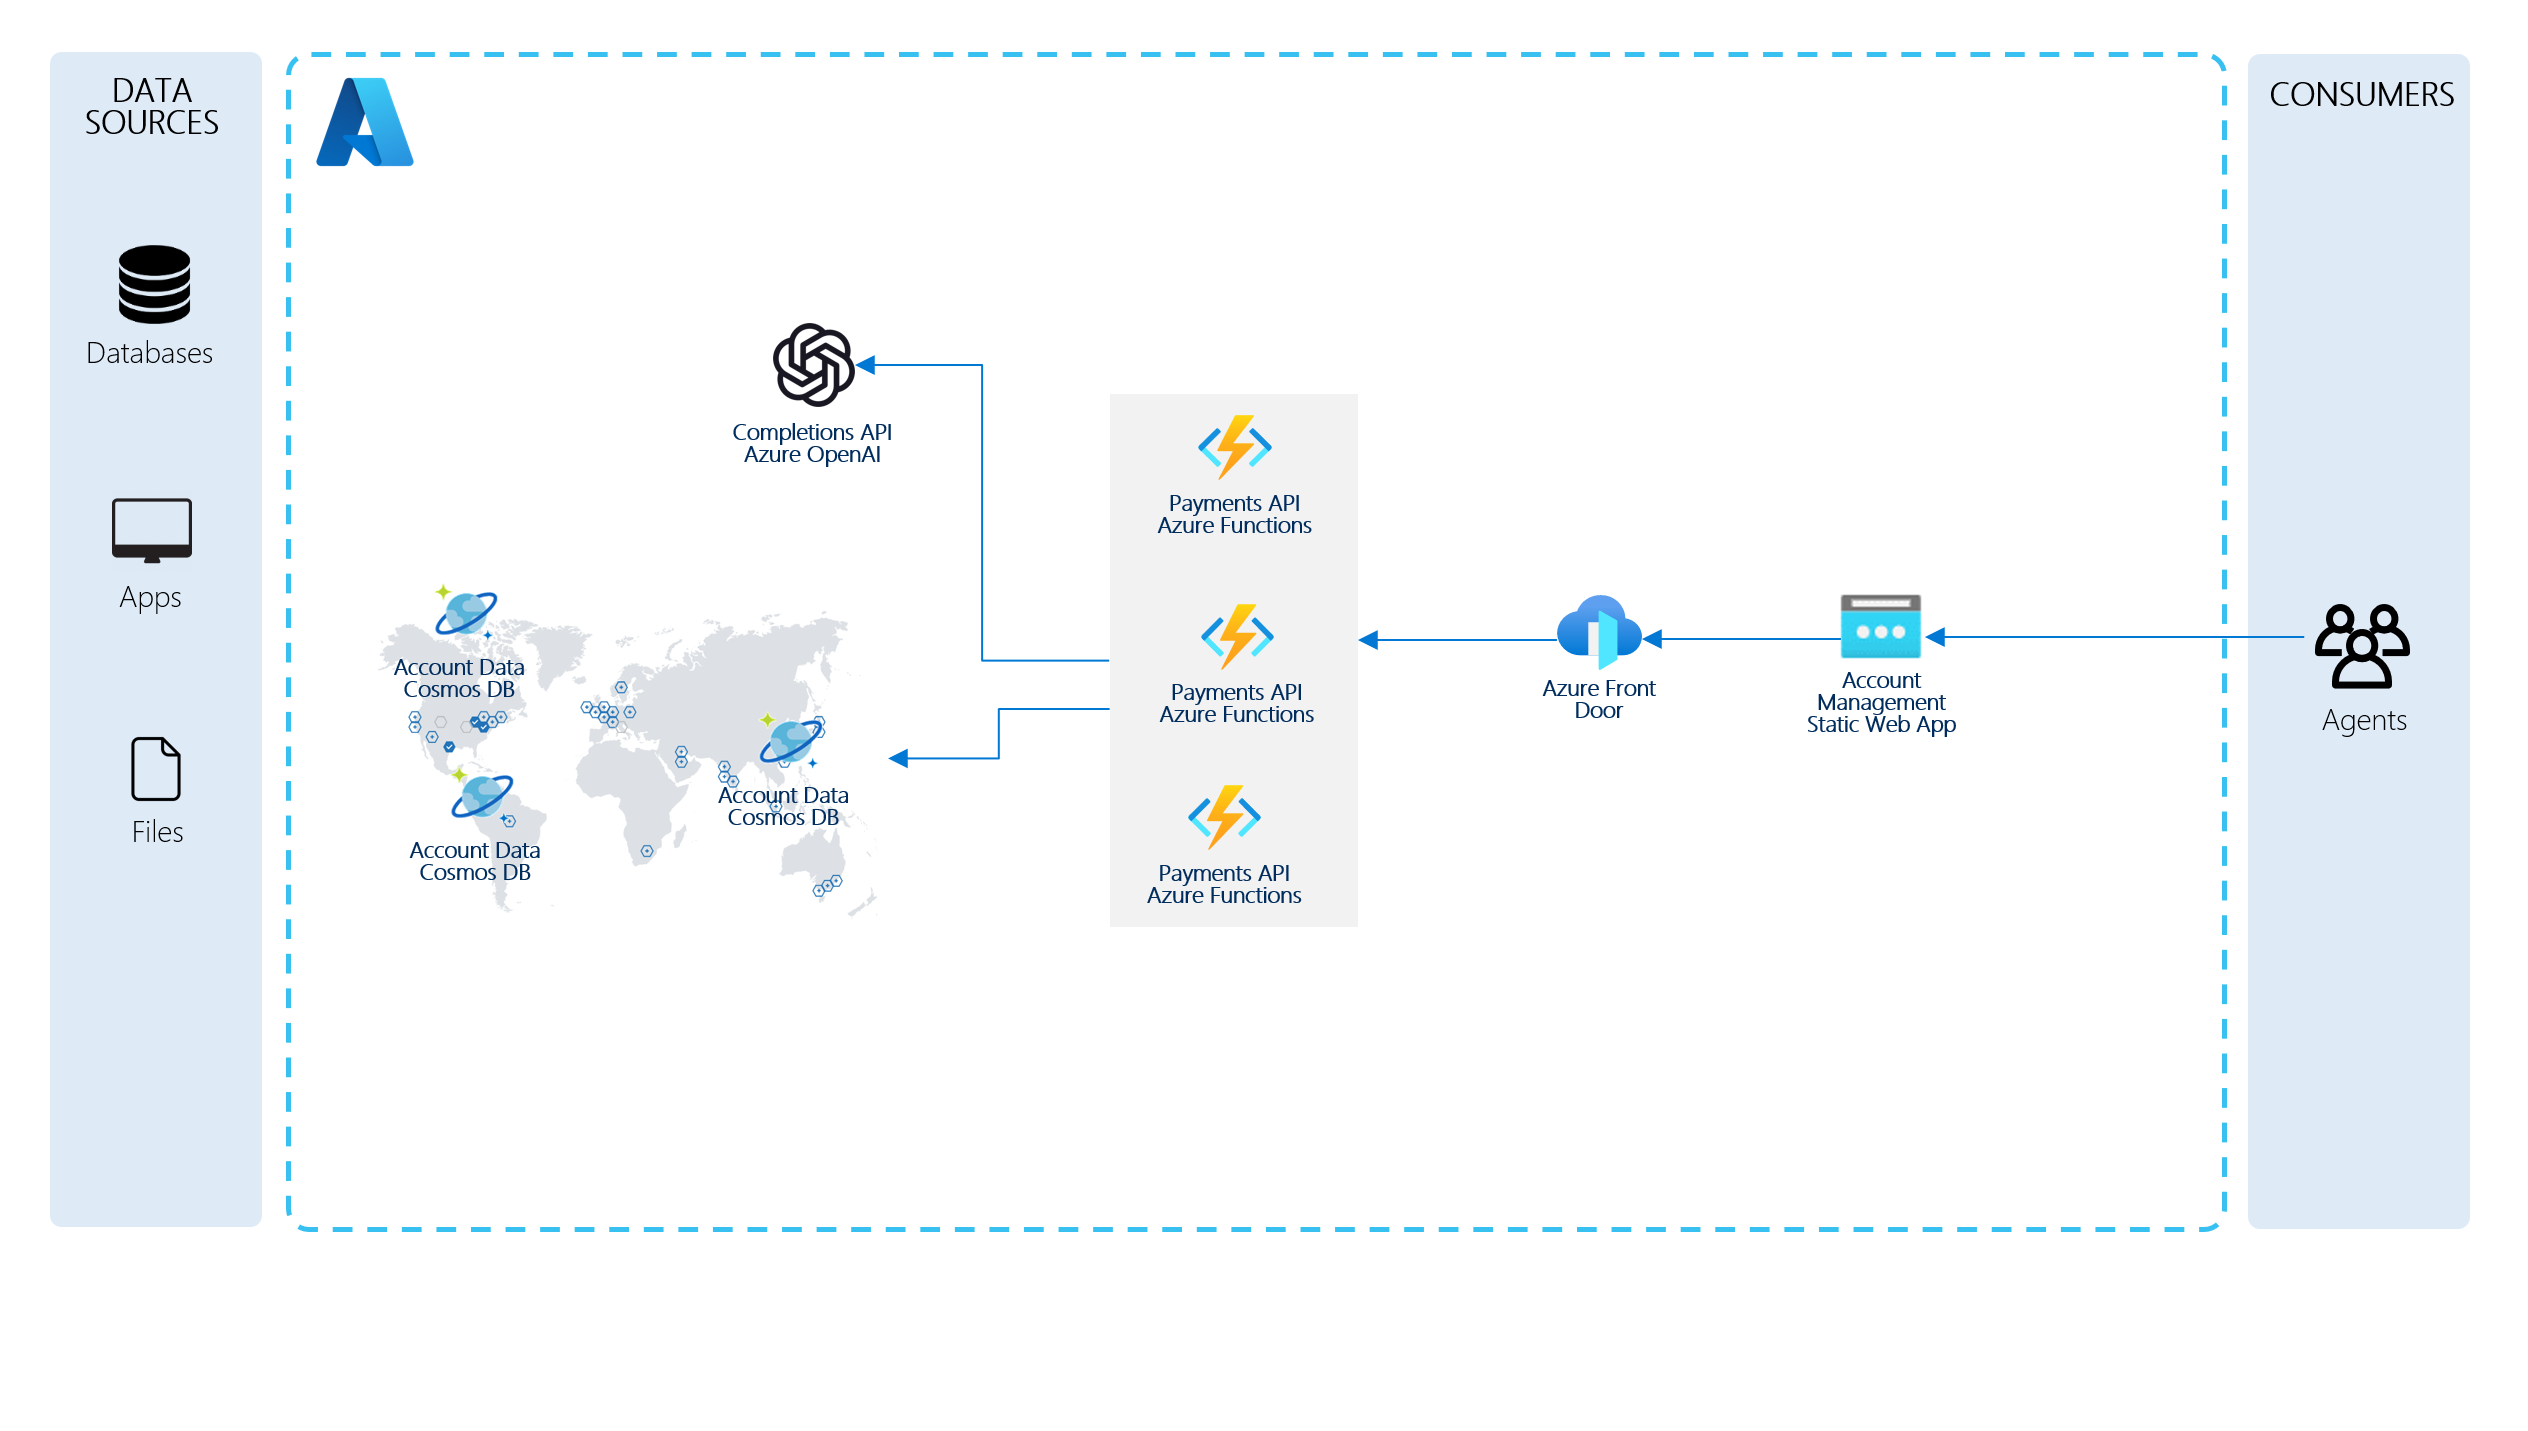 DATA
SOURCES
Databases
Apps
Files
Completions API
Azure OpenAI
Account Data
Cosmos DB
Account Data
Cosmos DB
Account Data
Cosmos DB
Payments API
Azure Functions
Payments API
Azure Functions
Payments API
Azure Functions
Azure Front
Door
Account
Management
Static Web App
CONSUMERS
Agents